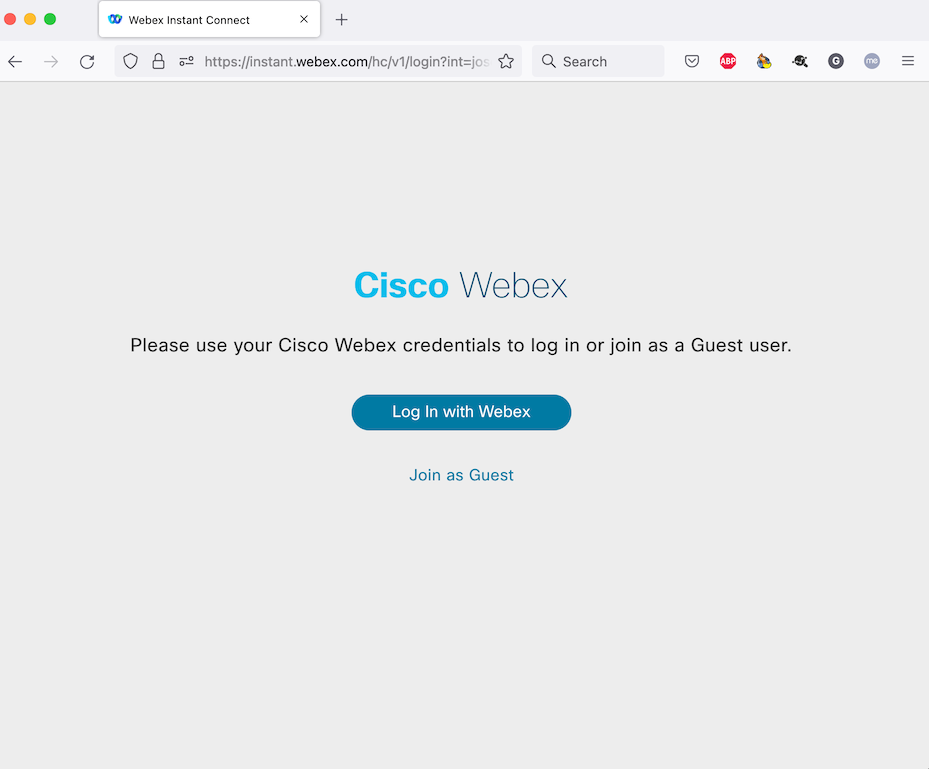 Webex Instant Connect
https://instant.webex.com/hc/v1/login?int=jos
Search
ABP
G
me
Cisco Webex
Please use your Cisco Webex credentials to log in or join as a Guest user.
Log In with Webex
Join as Guest